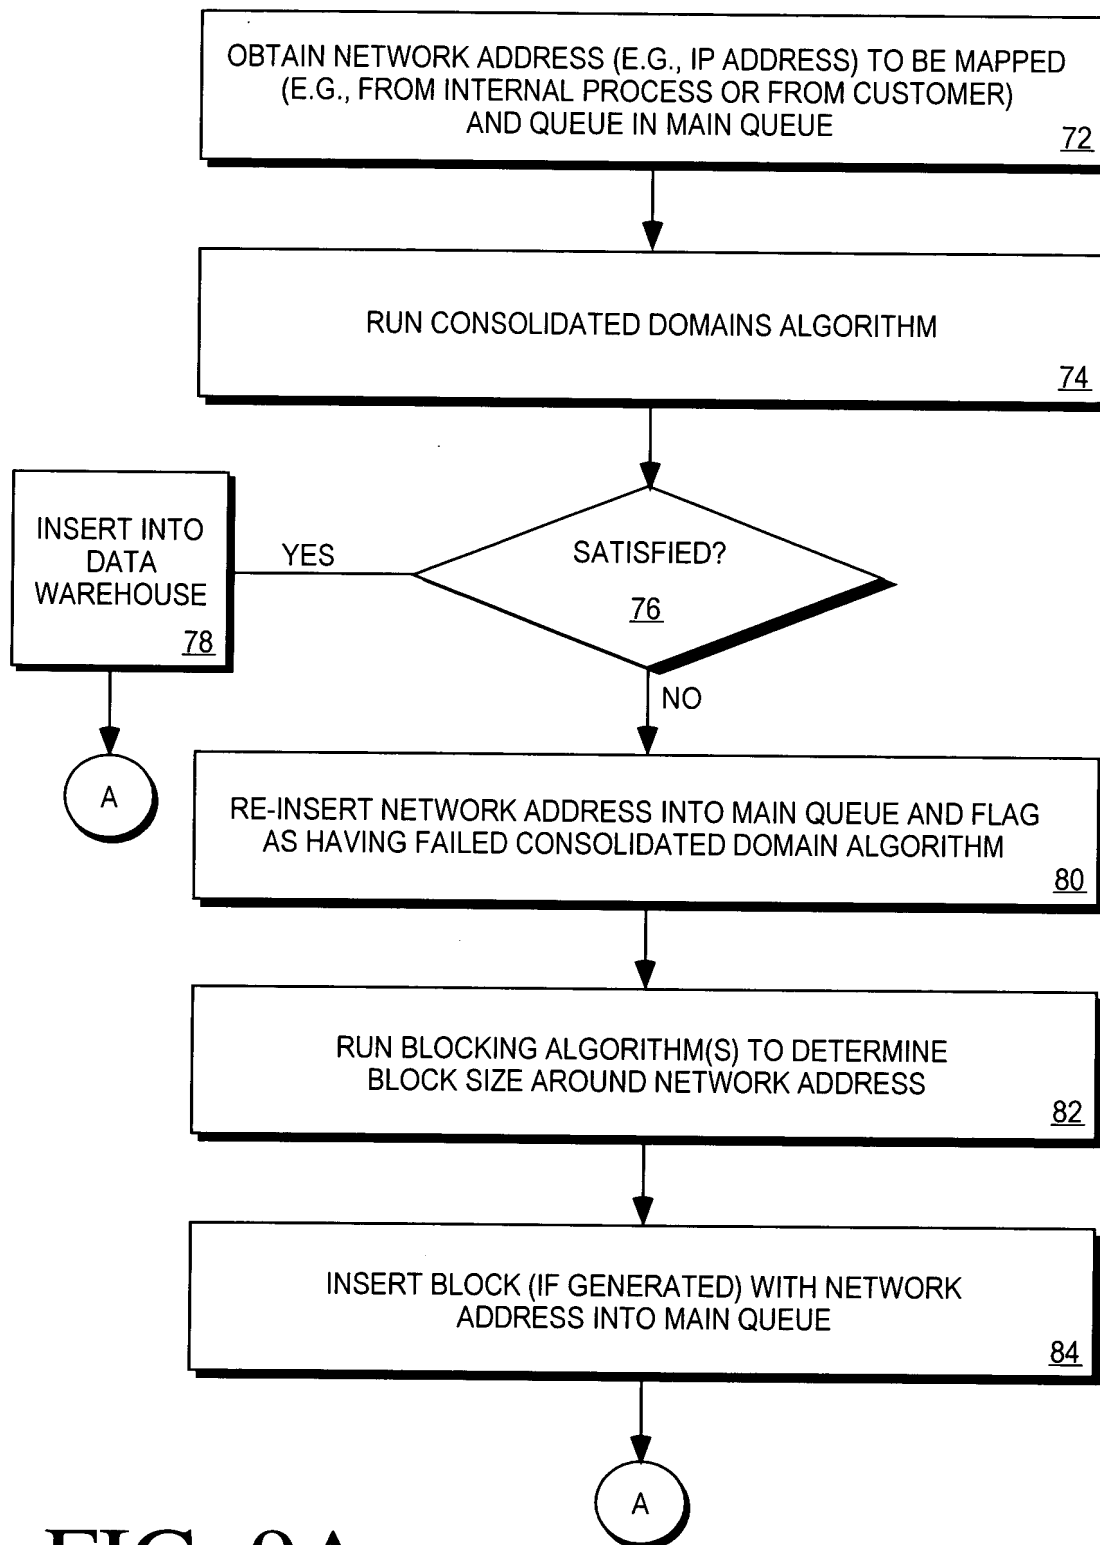 OBTAIN NETWORK ADDRESS (E.G., IP ADDRESS) TO BE MAPPED
(E.G., FROM INTERNAL PROCESS OR FROM CUSTOMER)
AND QUEUE IN MAIN QUEUE
72
RUN CONSOLIDATED DOMAINS ALGORITHM
74
SATISFIED?
76
YES
INSERT INTO
DATA
WAREHOUSE
78
A
NO
RE-INSERT NETWORK ADDRESS INTO MAIN QUEUE AND FLAG
AS HAVING FAILED CONSOLIDATED DOMAIN ALGORITHM
80
RUN BLOCKING ALGORITHM(S) TO DETERMINE
BLOCK SIZE AROUND NETWORK ADDRESS
82
INSERT BLOCK (IF GENERATED) WITH NETWORK
ADDRESS INTO MAIN QUEUE
84
A